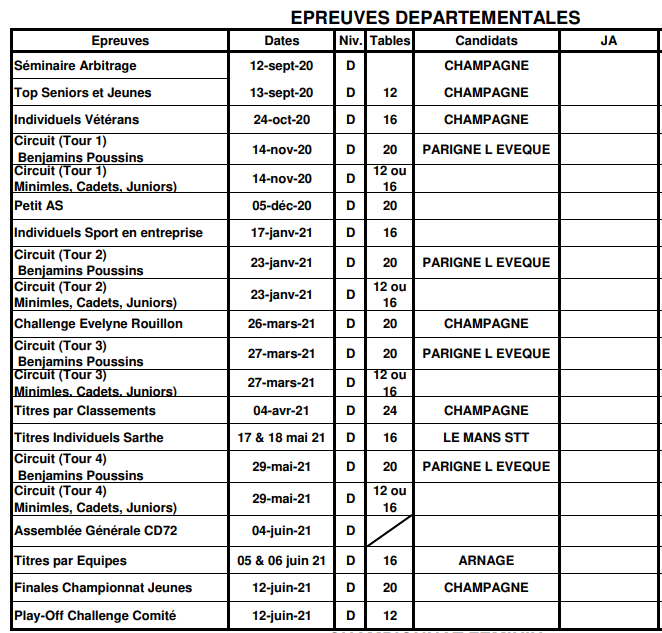 EPREUVES DEPARTEMENTALES
Epreuves Dates Niv. Tables Candidats JA
Séminaire Arbitrage 12-sept-20 D CHAMPAGNE
Top Seniors et Jeunes 13-sept-20 D 12 CHAMPAGNE
Individuels Vétérans 24-oct-20 D 16 CHAMPAGNE
Circuit (Tour 1)
Benjamins Poussins 14-nov-20 D 20 PARIGNE L EVEQUE
Circuit (Tour 1) 12 ou
Minimles, Cadets, Juniors) 14-nov-20 D 16
Petit AS 05-déc-20 D 20
Individuels Sport en entreprise 17-janv-21 D 16
Circuit (Tour 2)
Benjamins Poussins 23-janv-21 D 20 PARIGNE L EVEQUE
Circuit (Tour 2) 12 ou
Minimles, Cadets, Juniors) 23-janv-21 D 16
Challenge Evelyne Rouillon 26-mars-21 D 20 CHAMPAGNE
Circuit (Tour 3)
Benjamins Poussins 27-mars-21 D 20 PARIGNE L EVEQUE
Circuit (Tour 3) 12 ou
Minimles, Cadets, Juniors) 27-mars-21 D 16
Titres par Classements 04-avr-21 D 24 CHAMPAGNE
Titres Individuels Sarthe 17 & 18 mai 21 D 16 LE MANS STT
Circuit (Tour 4)
Benjamins Poussins 29-mai-21 D 20 PARIGNE L EVEQUE
Circuit (Tour 4) 12 ou
Minimles, Cadets, Juniors) 29-mai-21 D 16
Assemblée Générale CD72 04-juin-21 D
Titres par Equipes 05 & 06 juin 21 D 16 ARNAGE
Finales Championnat Jeunes 12-juin-21 D 20 CHAMPAGNE
Play-Off Challenge Comité 12-juin-21 D 12